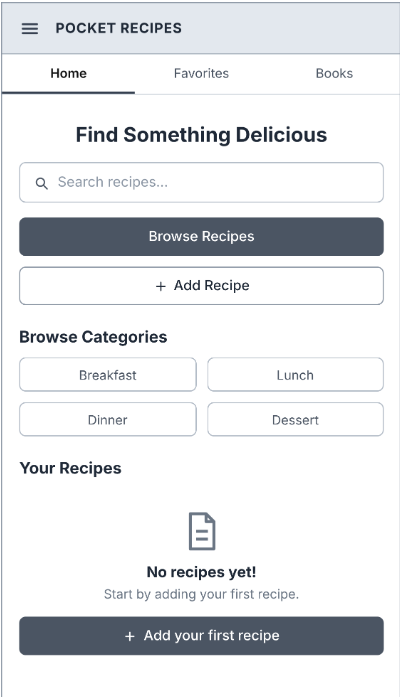 POCKET RECIPES
Home Favorites Books
Find Something Delicious
Search recipes...
Browse Recipes
+ Add Recipe
Browse Categories
Breakfast Lunch
Dinner Dessert
Your Recipes
No recipes yet!
Start by adding your first recipe.
+ Add your first recipe